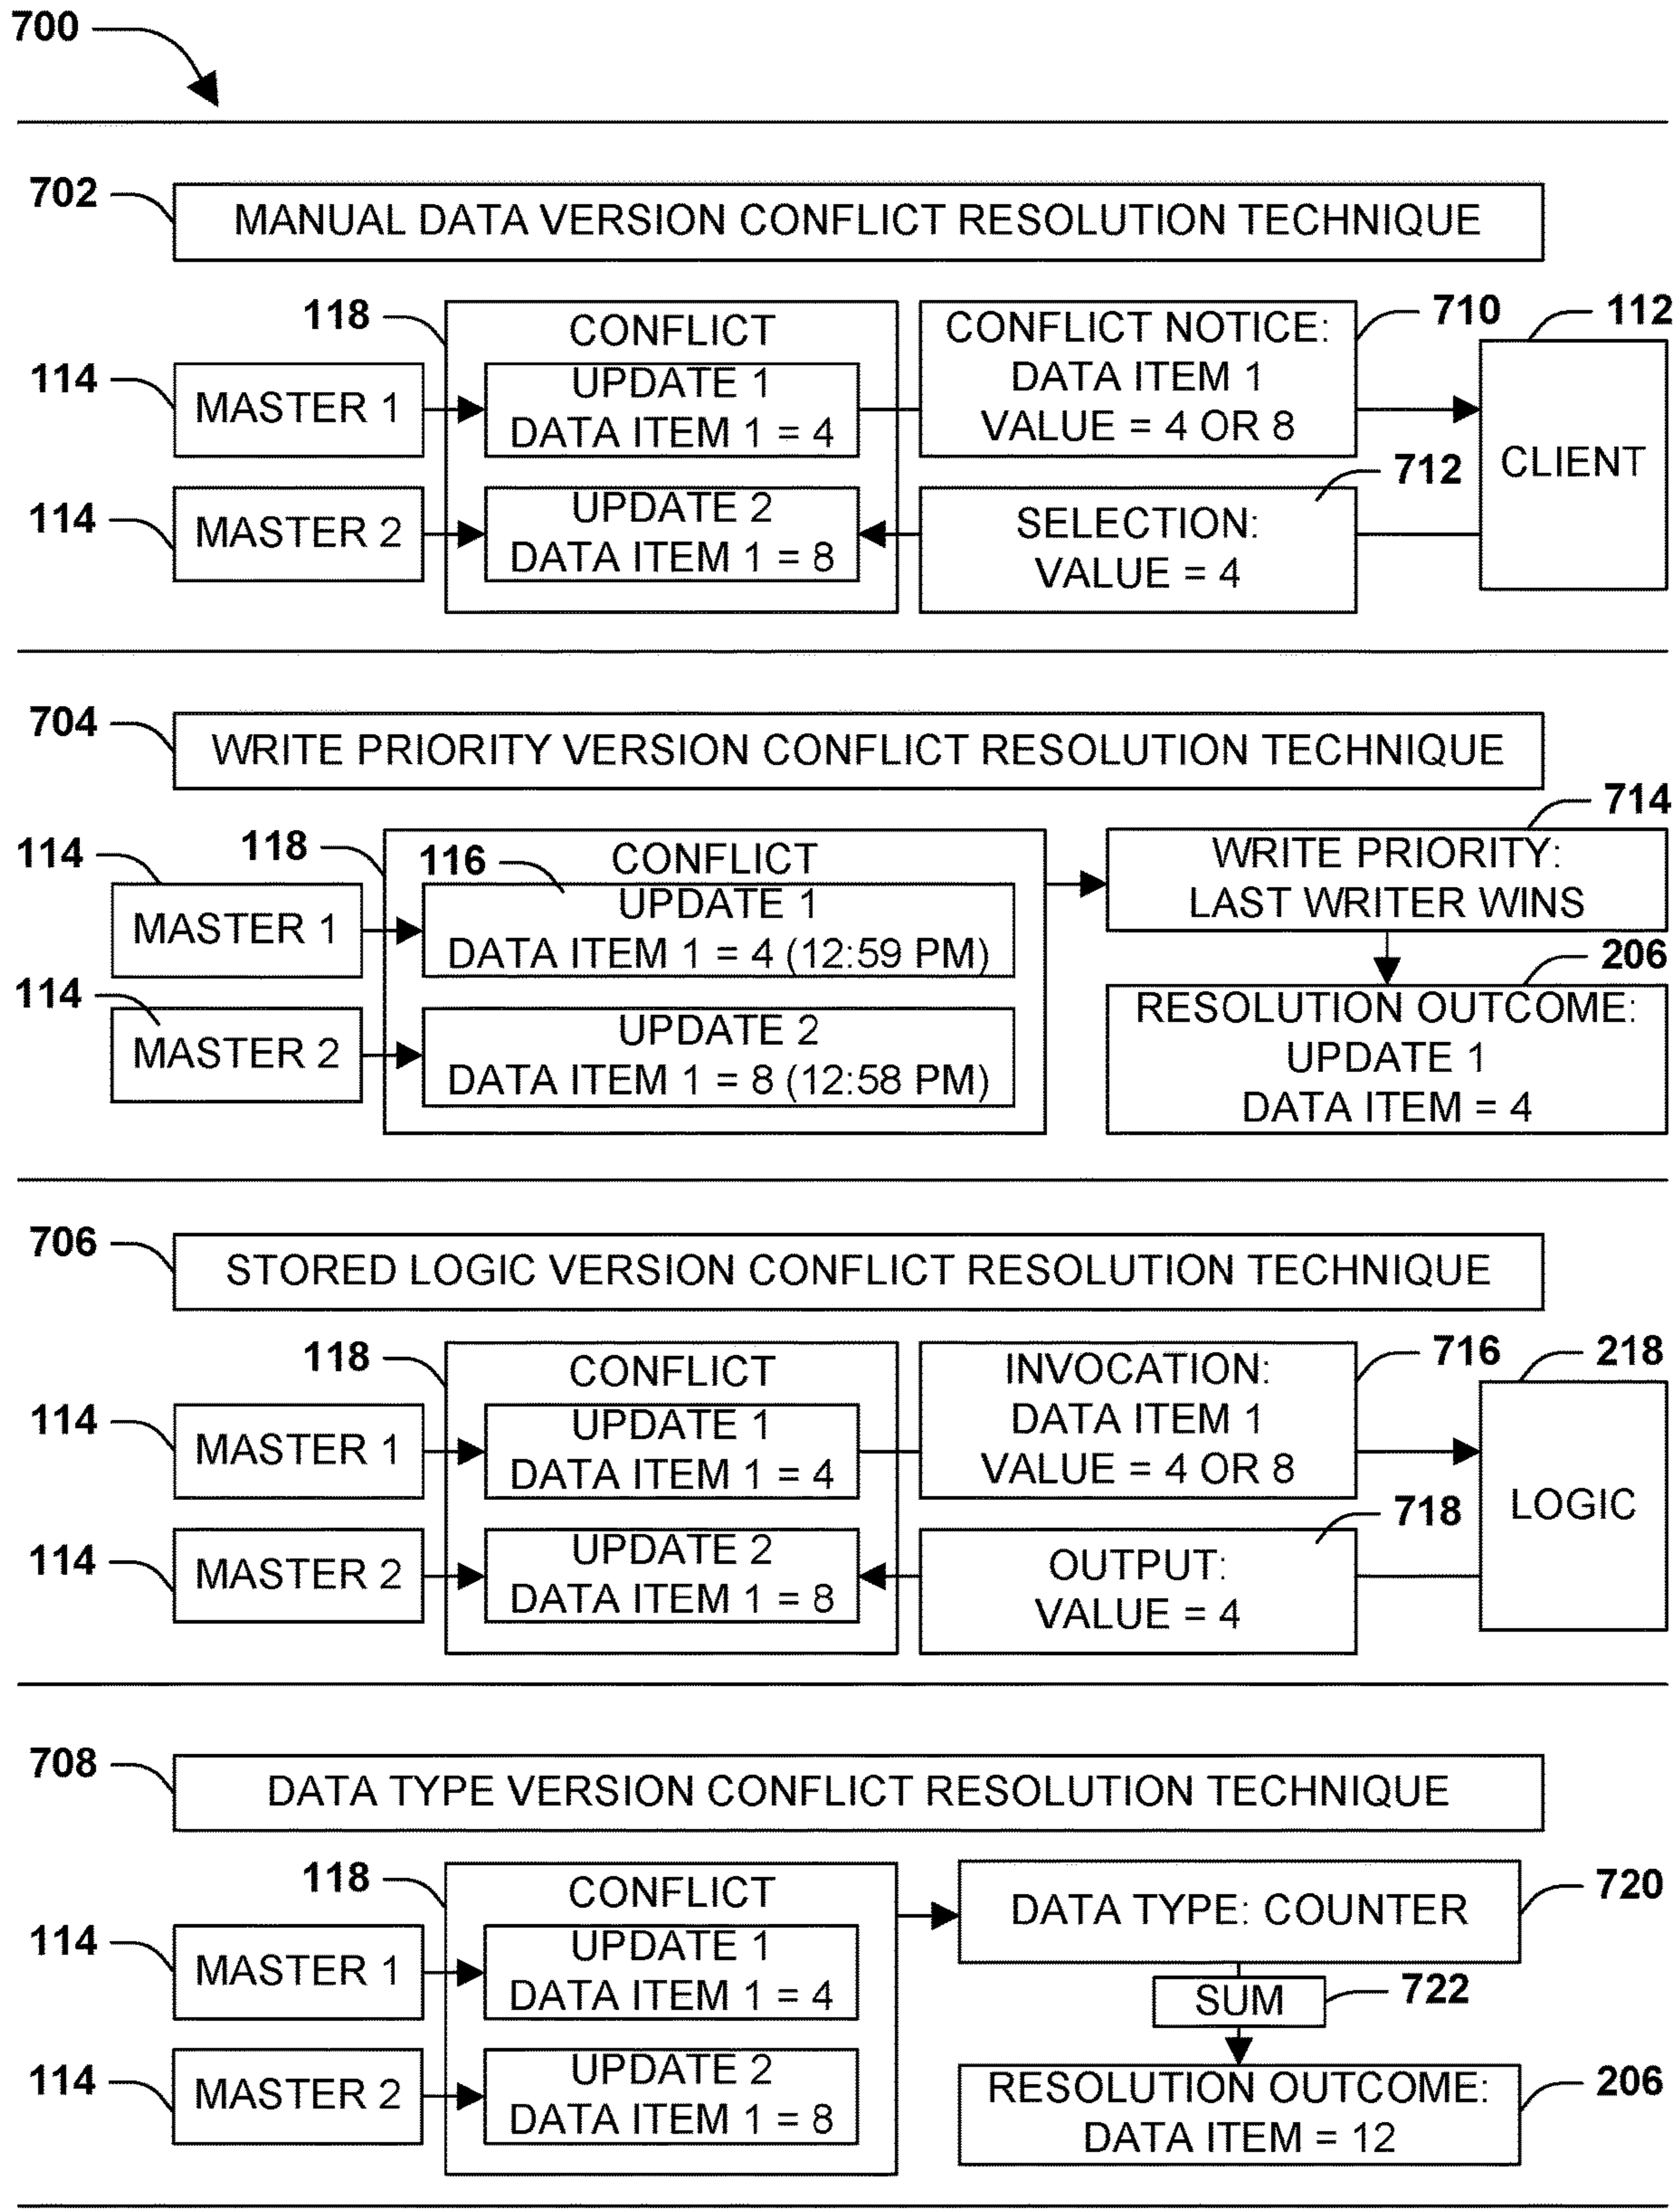 700
702
MANUAL DATA VERSION CONFLICT RESOLUTION TECHNIQUE
118
CONFLICT
114
MASTER 1
UPDATE 1
DATA ITEM 1 = 4
CONFLICT NOTICE:
DATA ITEM 1
VALUE = 4 OR 8
710
112
CLIENT
114
MASTER 2
UPDATE 2
DATA ITEM 1 = 8
SELECTION:
VALUE = 4
712
704
WRITE PRIORITY VERSION CONFLICT RESOLUTION TECHNIQUE
118
CONFLICT
114
MASTER 1
116
UPDATE 1
DATA ITEM 1 = 4 (12:59 PM)
714
WRITE PRIORITY:
LAST WRITER WINS
114
MASTER 2
UPDATE 2
DATA ITEM 1 = 8 (12:58 PM)
206
RESOLUTION OUTCOME:
UPDATE 1
DATA ITEM = 4
706
STORED LOGIC VERSION CONFLICT RESOLUTION TECHNIQUE
118
CONFLICT
114
MASTER 1
UPDATE 1
DATA ITEM 1 = 4
INVOCATION:
DATA ITEM 1
VALUE = 4 OR 8
716
218
LOGIC
114
MASTER 2
UPDATE 2
DATA ITEM 1 = 8
OUTPUT:
VALUE = 4
718
708
DATA TYPE VERSION CONFLICT RESOLUTION TECHNIQUE
118
CONFLICT
114
MASTER 1
UPDATE 1
DATA ITEM 1 = 4
DATA TYPE: COUNTER
720
SUM
722
114
MASTER 2
UPDATE 2
DATA ITEM 1 = 8
RESOLUTION OUTCOME:
DATA ITEM = 12
206